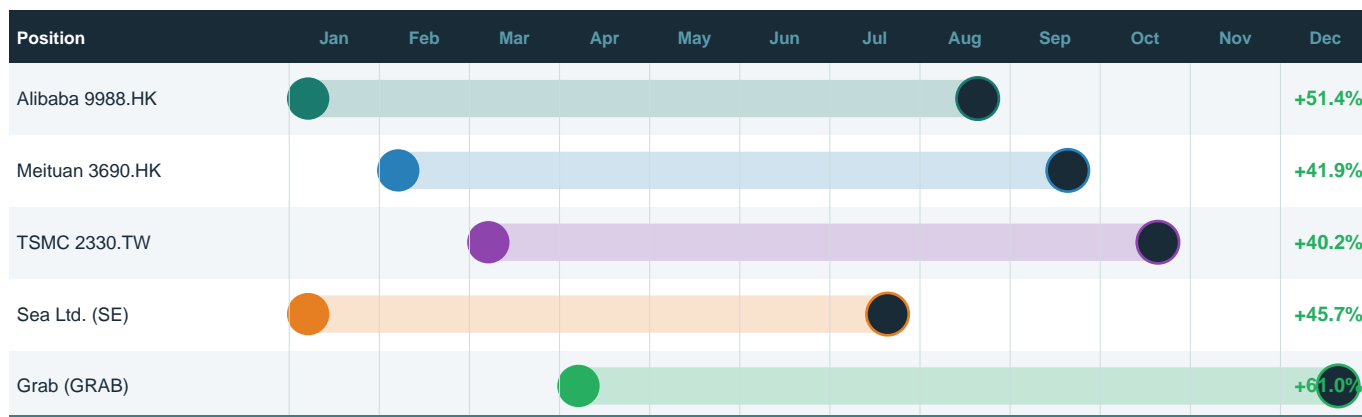 Position Jan Feb Mar Apr May Jun Jul Aug Sep Oct Nov Dec
Alibaba 9988.HK +51.4%
Meituan 3690.HK +41.9%
TSMC 2330.TW +40.2%
Sea Ltd. (SE) +45.7%
Grab (GRAB) +61.0%